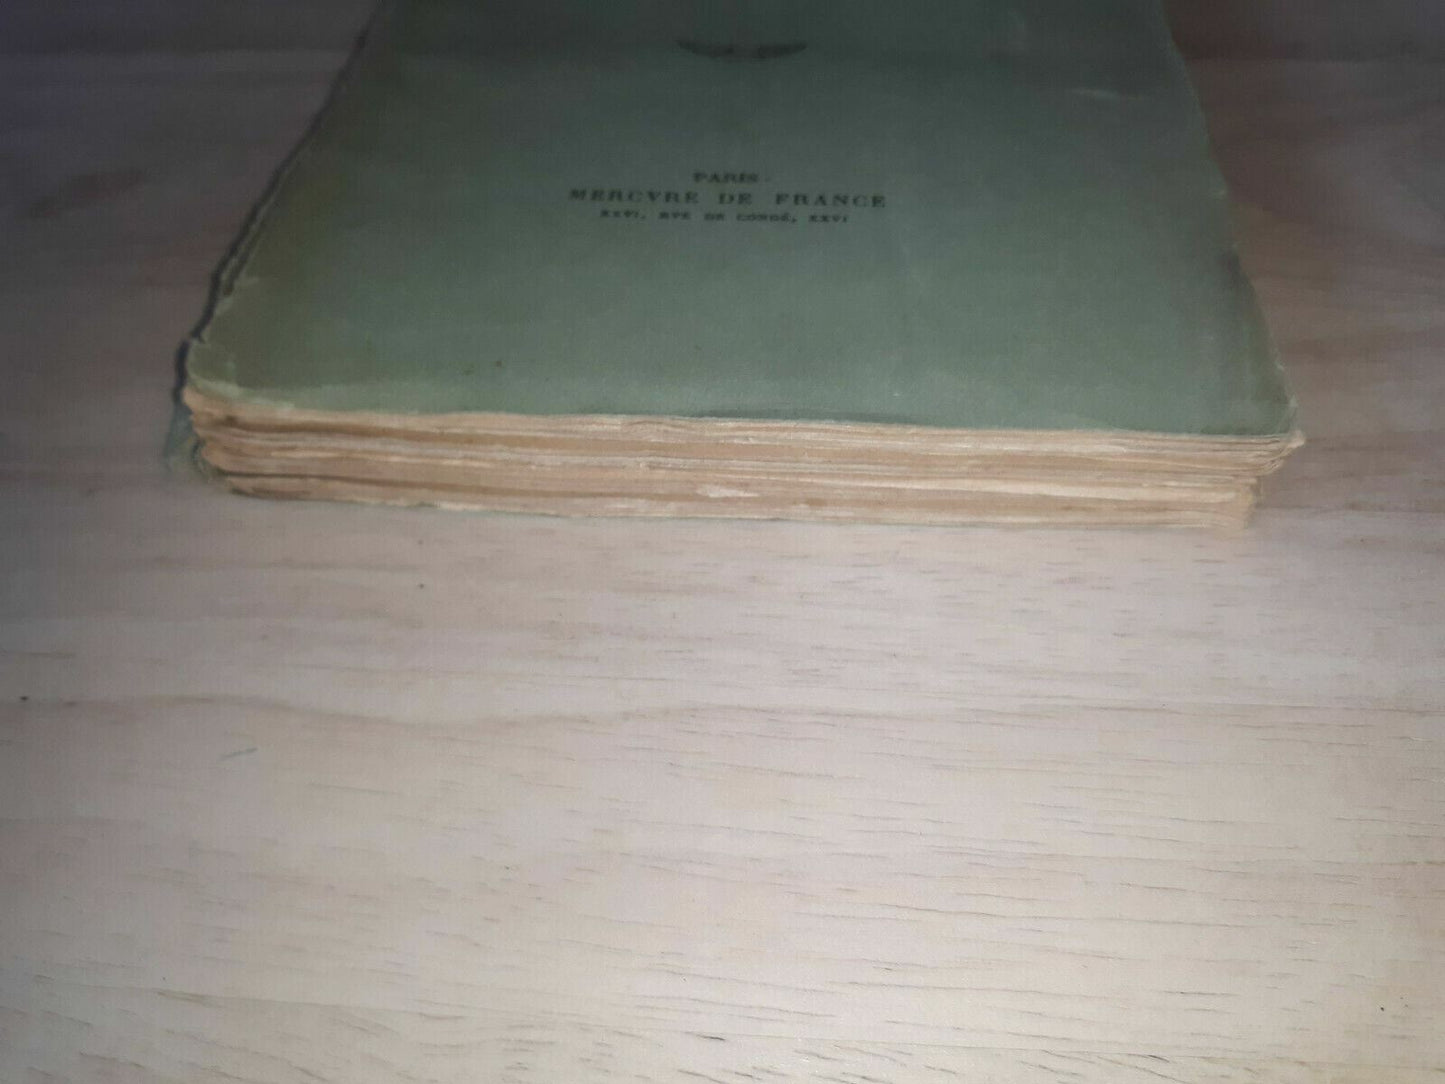 PARIS
MERCVRE DE FRANCE
XXVI, RVE DE CONDÉ, XXVI